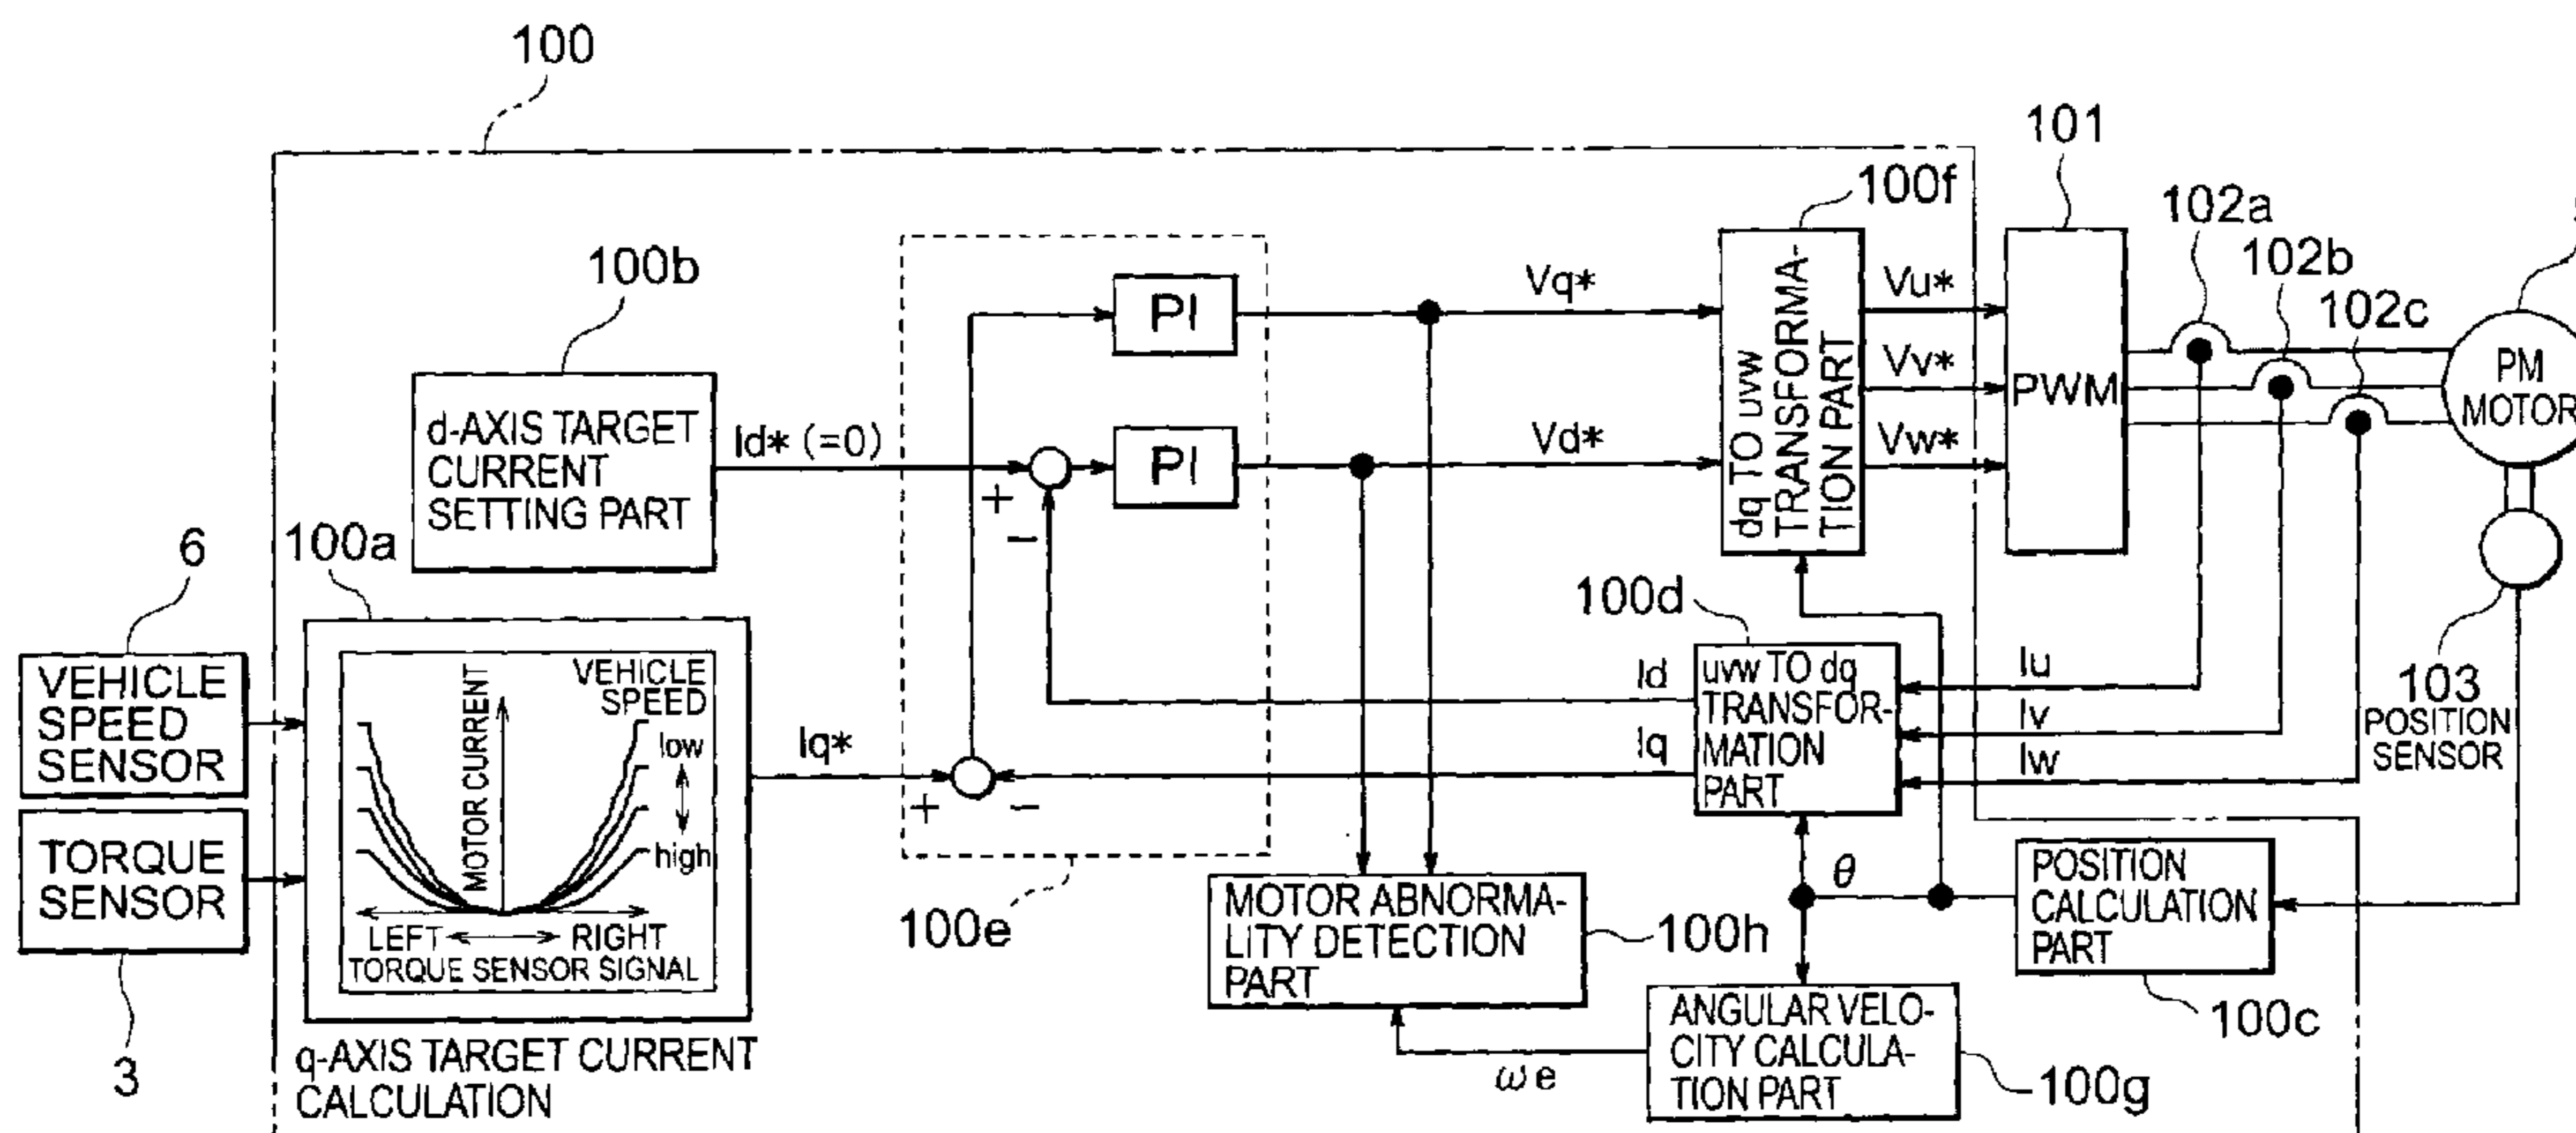 100
101
100f
102a
102b
102c
100b
PI
Vq*
Vu*
dq TO uvw
TRANSFORMA-
TION PART
Vv*
PWM
PM
MOTOR
d-AXIS TARGET
CURRENT
SETTING PART
Id* (=0)
+
−
PI
Vd*
Vw*
6
100a
VEHICLE
SPEED
SENSOR
TORQUE
SENSOR
3
MOTOR CURRENT
VEHICLE
SPEED
low
high
LEFT
RIGHT
TORQUE SENSOR SIGNAL
q-AXIS TARGET CURRENT
CALCULATION
Iq*
+
−
100e
100d
Id
Iq
uvw TO dq
TRANSFOR-
MATION
PART
Iu
Iv
Iw
103
POSITION
SENSOR
θ
MOTOR ABNORMA-
LITY DETECTION
PART
100h
POSITION
CALCULATION
PART
100c
ωe
ANGULAR VELO-
CITY CALCULA-
TION PART
100g